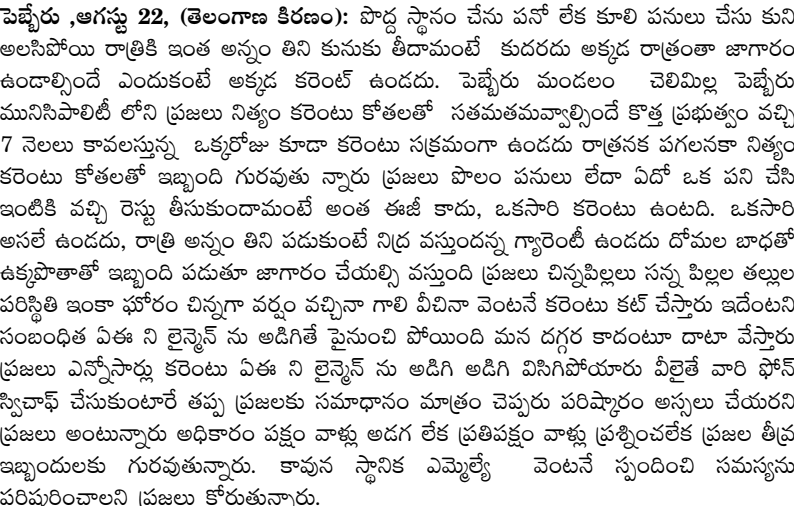 పెబ్బేరు ,ఆగస్టు 22, (తెలంగాణ కిరణం): పొద్ద స్థానం చేను పనో లేక కూలి పనులు చేసు కుని
అలసిపోయి రాత్రికి ఇంత అన్నం తిని కునుకు తీదామంటే కుదరదు అక్కడ రాత్రంతా జాగారం
ఉండాల్సిందే ఎందుకంటే అక్కడ కరెంట్ ఉండదు. పెబ్బేరు మండలం చెలిమిల్ల పెబ్బేరు
మునిసిపాలిటీ లోని ప్రజలు నిత్యం కరెంటు కోతలతో సతమతమవ్వాల్సిందే కొత్త ప్రభుత్వం వచ్చి
7 నెలలు కావలస్తున్న ఒక్కరోజు కూడా కరెంటు సక్రమంగా ఉండదు రాత్రనక పగలనకా నిత్యం
కరెంటు కోతలతో ఇబ్బంది గురవుతు న్నారు ప్రజలు పొలం పనులు లేదా ఏదో ఒక పని చేసి
ఇంటికి వచ్చి రెస్టు తీసుకుందామంటే అంత ఈజీ కాదు, ఒకసారి కరెంటు ఉంటది. ఒకసారి
అసలే ఉండదు, రాత్రి అన్నం తిని పడుకుంటే నిద్ర వస్తుందన్న గ్యారెంటీ ఉండదు దోమల బాధతో
ఉక్కపొతాతో ఇబ్బంది పడుతూ జాగారం చేయల్సి వస్తుంది ప్రజలు చిన్నపిల్లలు సన్న పిల్లల తల్లుల
పరిస్థితి ఇంకా ఘోరం చిన్నగా వర్షం వచ్చినా గాలి వీచినా వెంటనే కరెంటు కట్ చేస్తారు ఇదేంటని
సంబంధిత ఏఈ ని లైన్మెన్ ను అడిగితే పైనుంచి పోయింది మన దగ్గర కాదంటూ దాటా వేస్తారు
ప్రజలు ఎన్నోసార్లు కరెంటు ఏఈ ని లైన్మెన్ ను అడిగి అడిగి విసిగిపోయారు వీలైతే వారి ఫోన్
స్విచాఫ్ చేసుకుంటారే తప్ప ప్రజలకు సమాధానం మాత్రం చెప్పరు పరిష్కారం అస్సలు చేయరని
ప్రజలు అంటున్నారు అధికారం పక్షం వాళ్లు అడగ లేక ప్రతిపక్షం వాళ్లు ప్రశ్నించలేక ప్రజల తీవ్ర
ఇబ్బందులకు గురవుతున్నారు. కావున స్థానిక ఎమ్మెల్యే వెంటనే స్పందించి సమస్యను
పరిష్కరించాలని ప్రజలు కోరుతున్నారు.